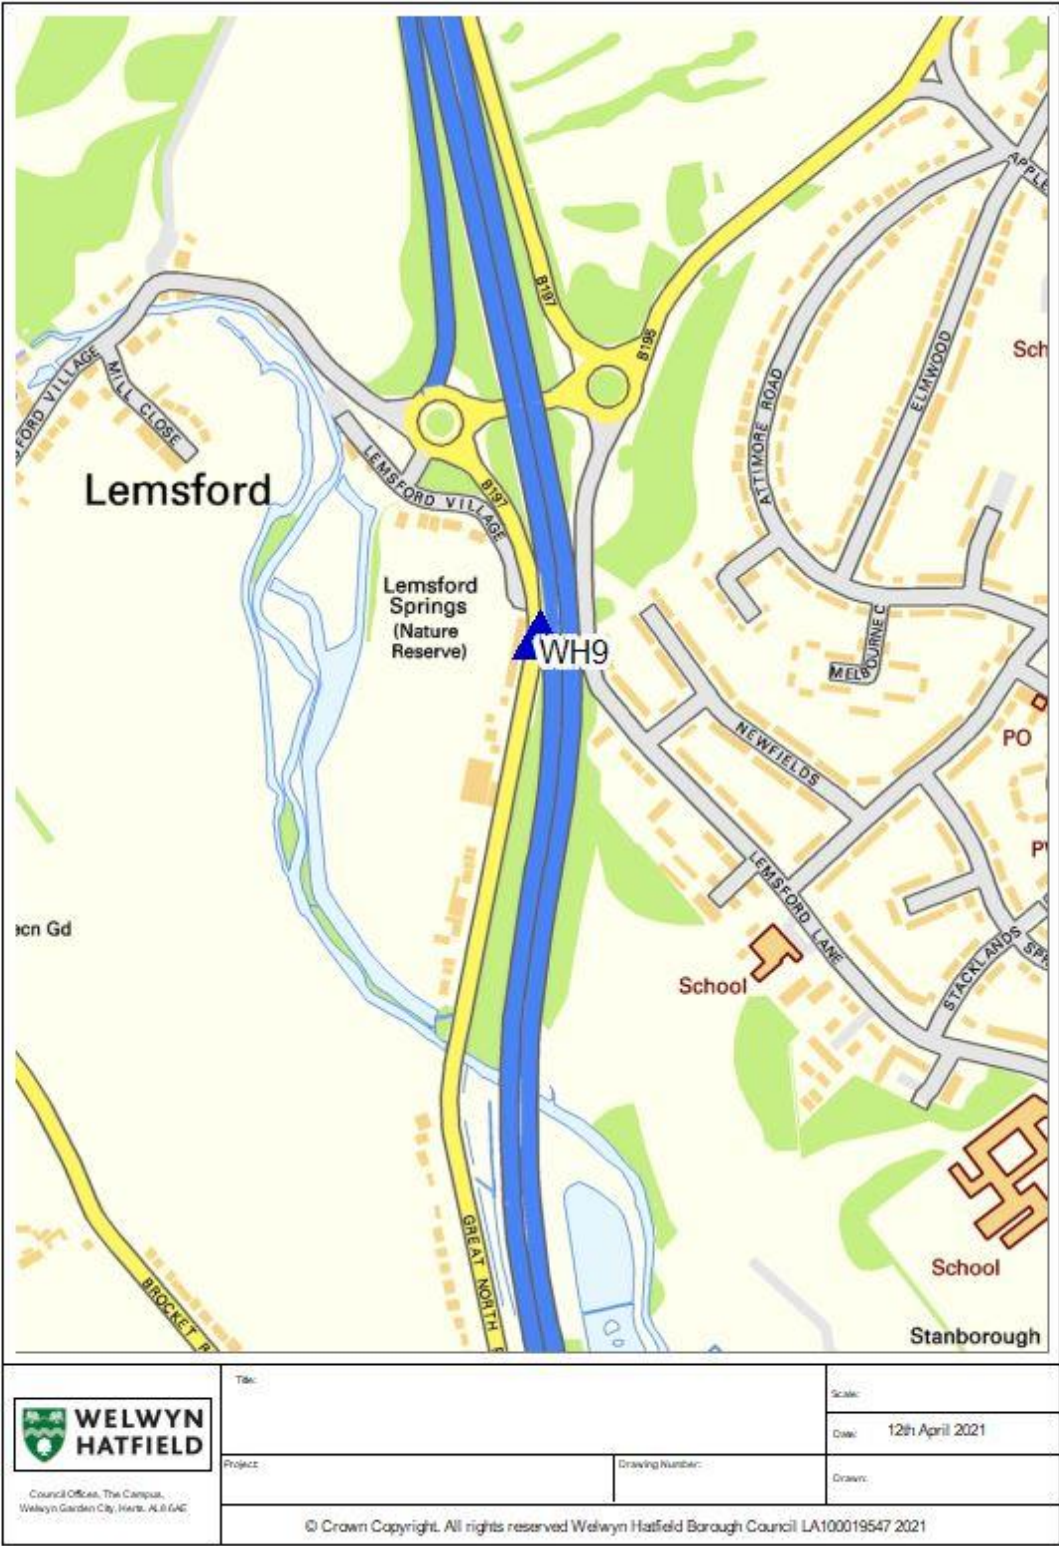 B197
B195
APPLE
Sch
ELMWOOD
ATTIMORE ROAD
SFORD VILLAGE
MILL CLOSE
Lemsford
LEMSFORD VILLAGE
B197
Lemsford
Springs
(Nature
Reserve)
WH9
MELBOURNE C
NEWFIELDS
PO
LEMSFORD LANE
School
STACKLANDS
SPR
GREAT NORTH
School
BROCKET R
Stanborough
WELWYN
HATFIELD
Council Offices, The Campus,
Welwyn Garden City, Herts. AL8 6AE
Title:
Project:
Drawing Number:
Scale:
Date: 12th April 2021
Drawn:
© Crown Copyright. All rights reserved Welwyn Hatfield Borough Council LA100019547 2021